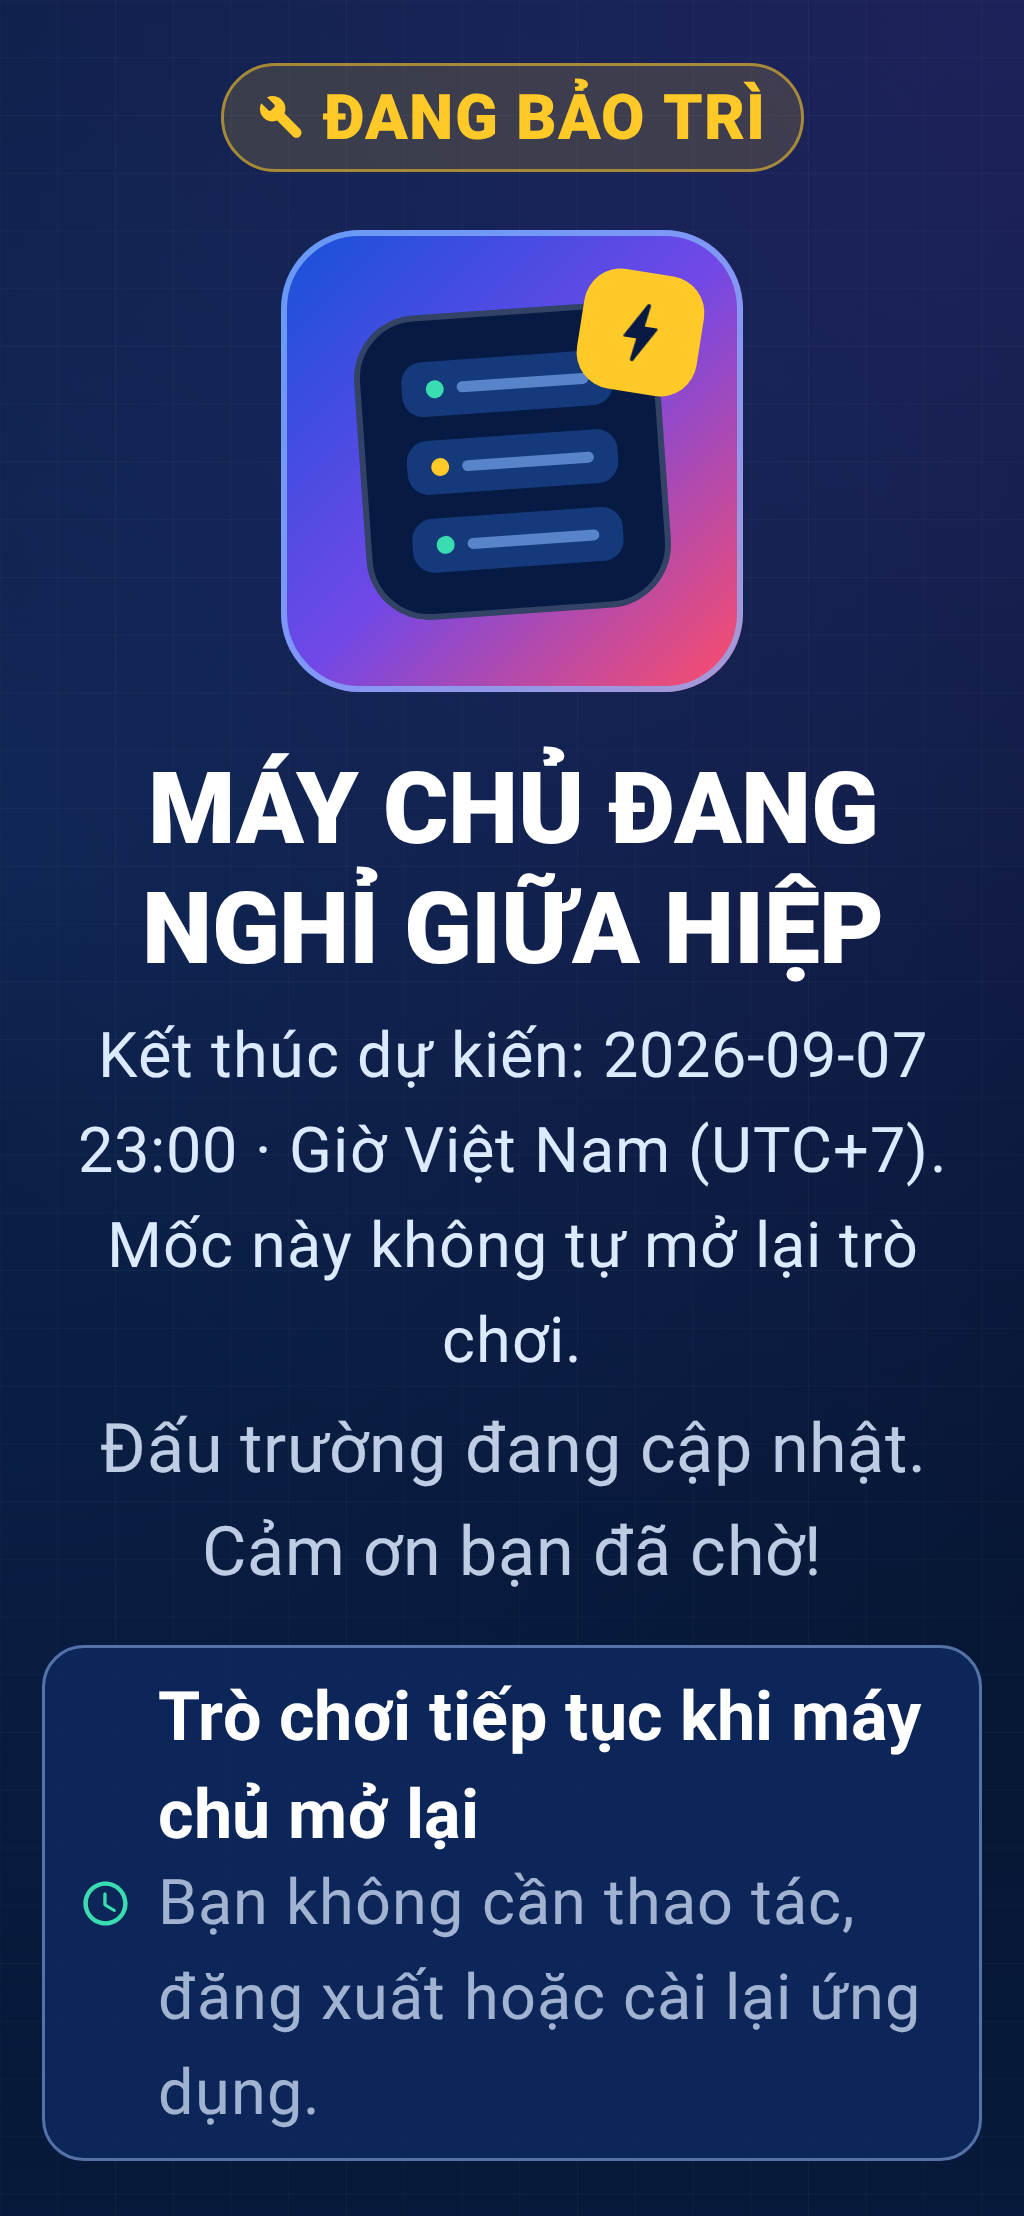 ĐANG BẢO TRÌ
MÁY CHỦ ĐANG
NGHỈ GIỮA HIỆP
Kết thúc dự kiến: 2026-09-07
23:00 · Giờ Việt Nam (UTC+7).
Mốc này không tự mở lại trò
chơi.
Đấu trường đang cập nhật.
Cảm ơn bạn đã chờ!
Trò chơi tiếp tục khi máy
chủ mở lại
Bạn không cần thao tác,
đăng xuất hoặc cài lại ứng
dụng.